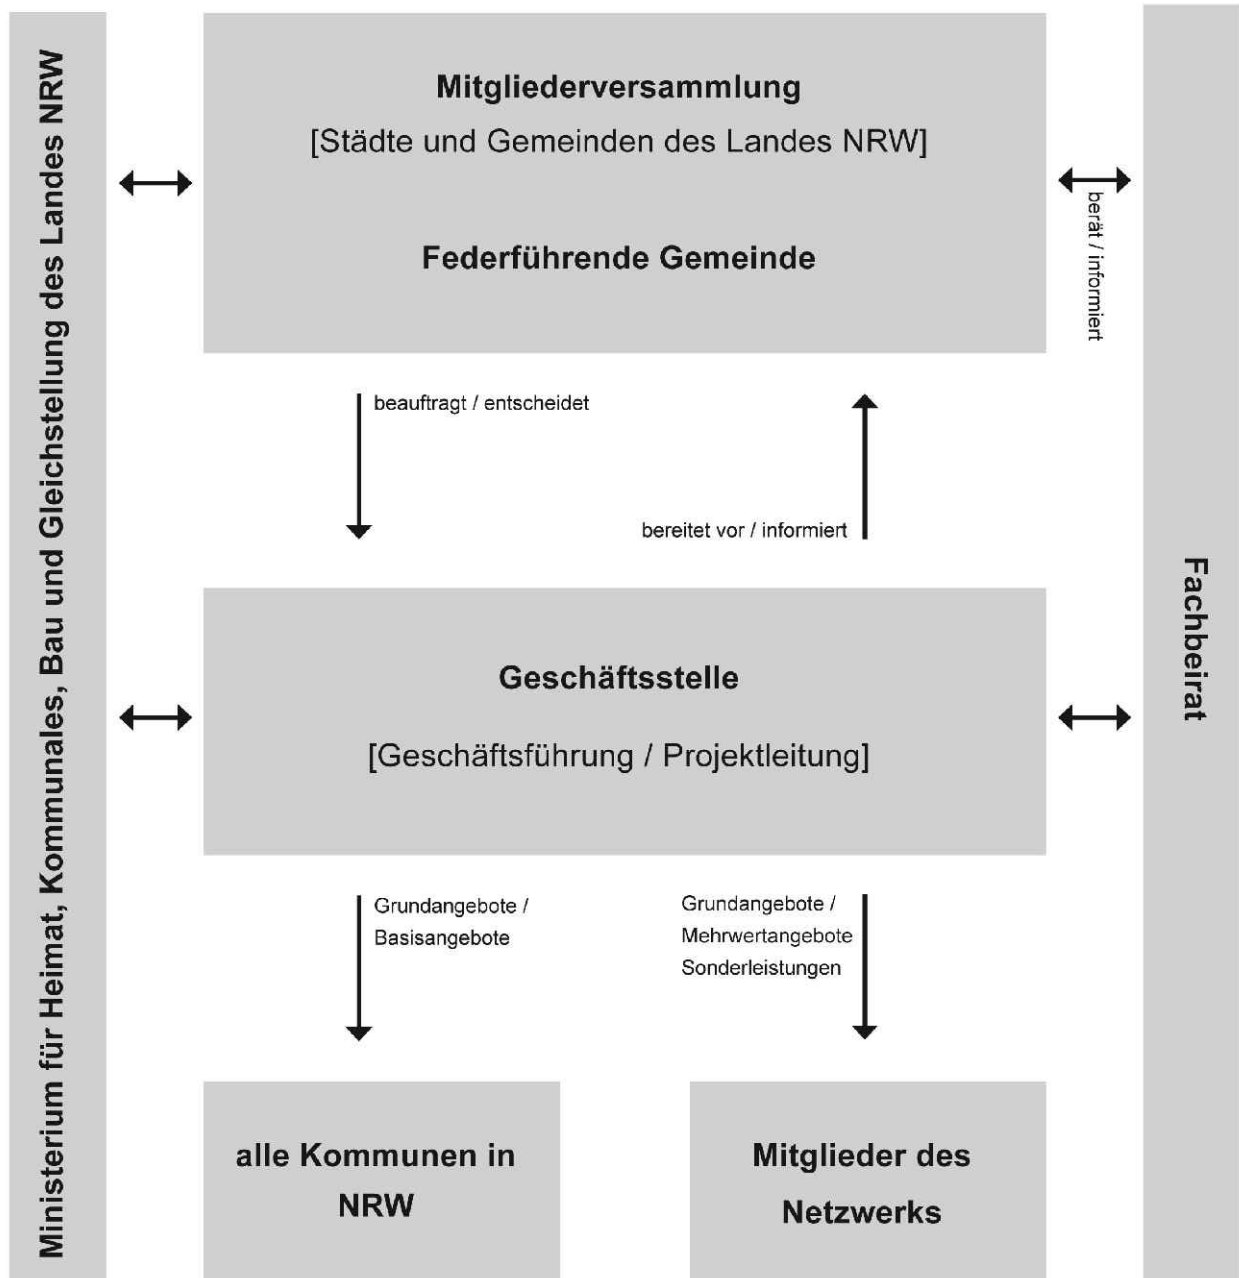 Ministerium für Heimat, Kommunales, Bau und Gleichstellung des Landes NRW
Mitgliederversammlung
[Städte und Gemeinden des Landes NRW]
Federführende Gemeinde
berät / informiert
beauftragt / entscheidet
bereitet vor / informiert
Geschäftsstelle
[Geschäftsführung / Projektleitung]
Fachbeirat
Grundangebote /
Basisangebote
Grundangebote /
Mehrwertangebote
Sonderleistungen
alle Kommunen in
NRW
Mitglieder des
Netzwerks